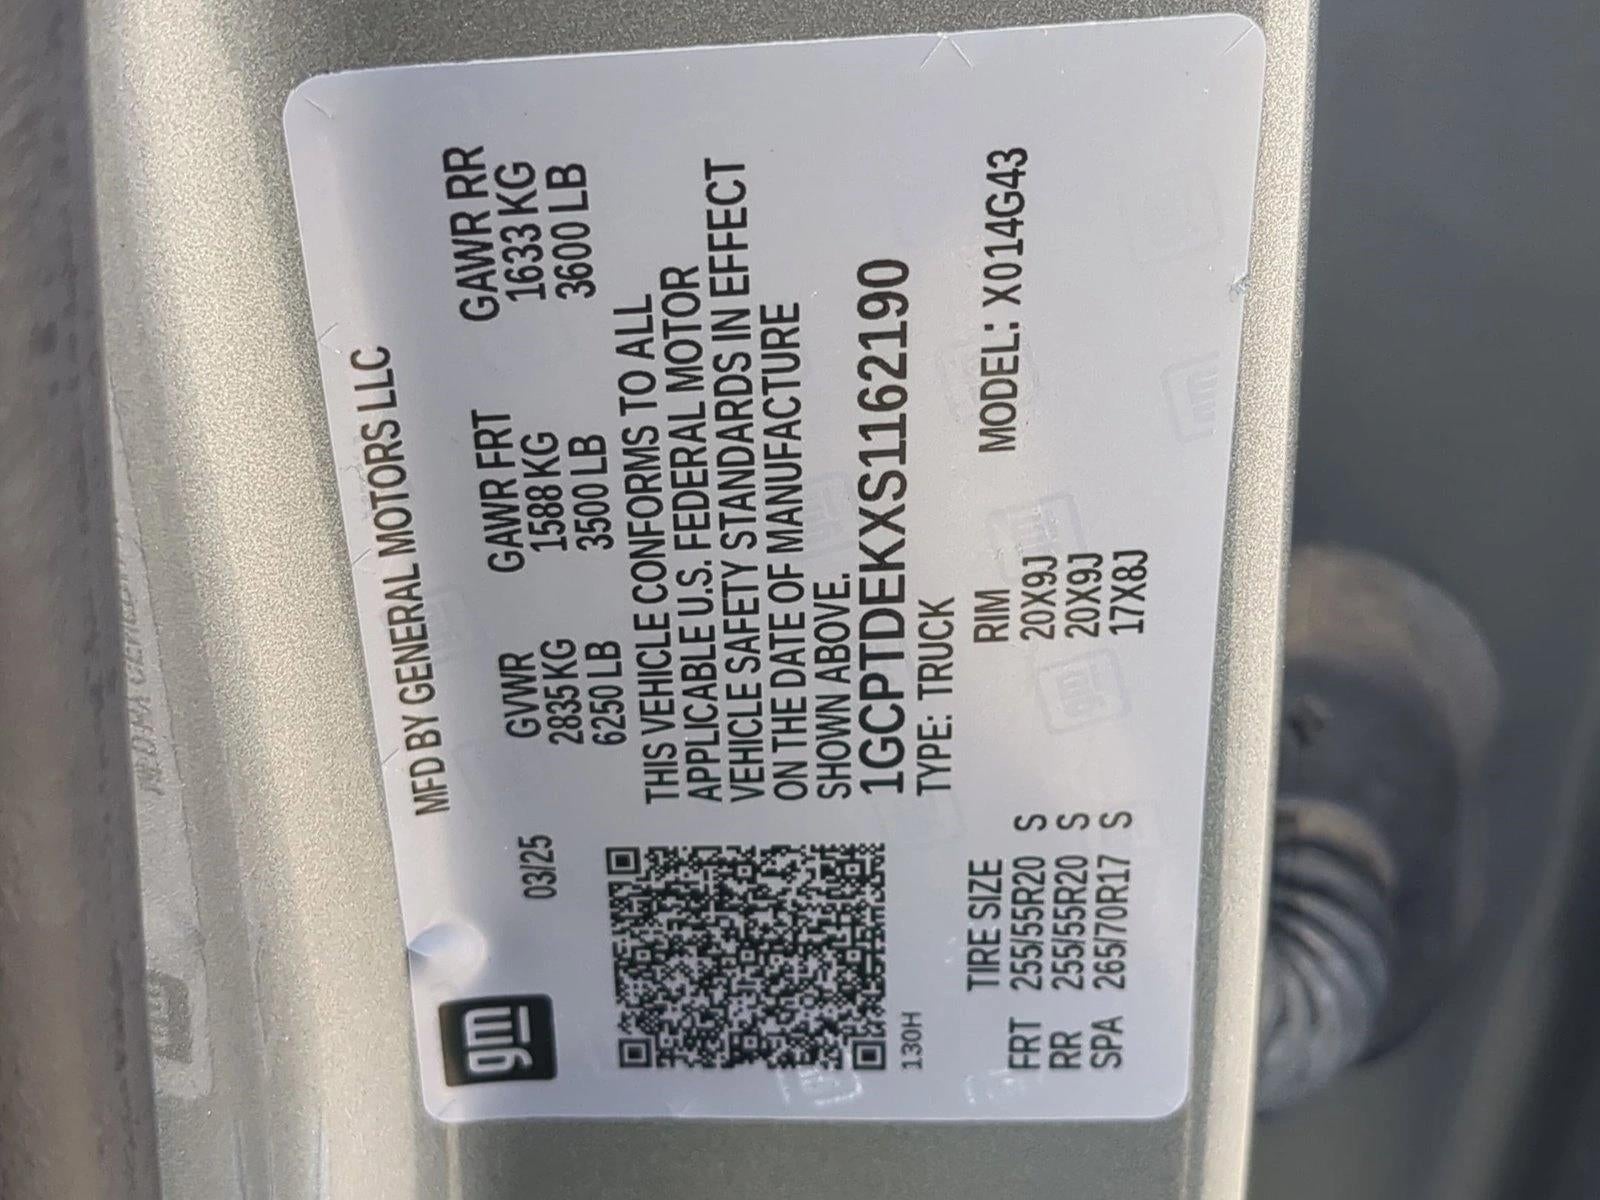 gm
MFD BY GENERAL MOTORS LLC
03/25
GVWR GAWR FRT GAWR RR
2835 KG 1588 KG 1633 KG
6250 LB 3500 LB 3600 LB
THIS VEHICLE CONFORMS TO ALL
APPLICABLE U.S. FEDERAL MOTOR
VEHICLE SAFETY STANDARDS IN EFFECT
ON THE DATE OF MANUFACTURE
SHOWN ABOVE.
1GCPTDEKXS1162190
130H
TYPE: TRUCK MODEL: X014G43
TIRE SIZE RIM
FRT 255/55R20 S 20X9J
RR 255/55R20 S 20X9J
SPA 265/70R17 S 17X8J